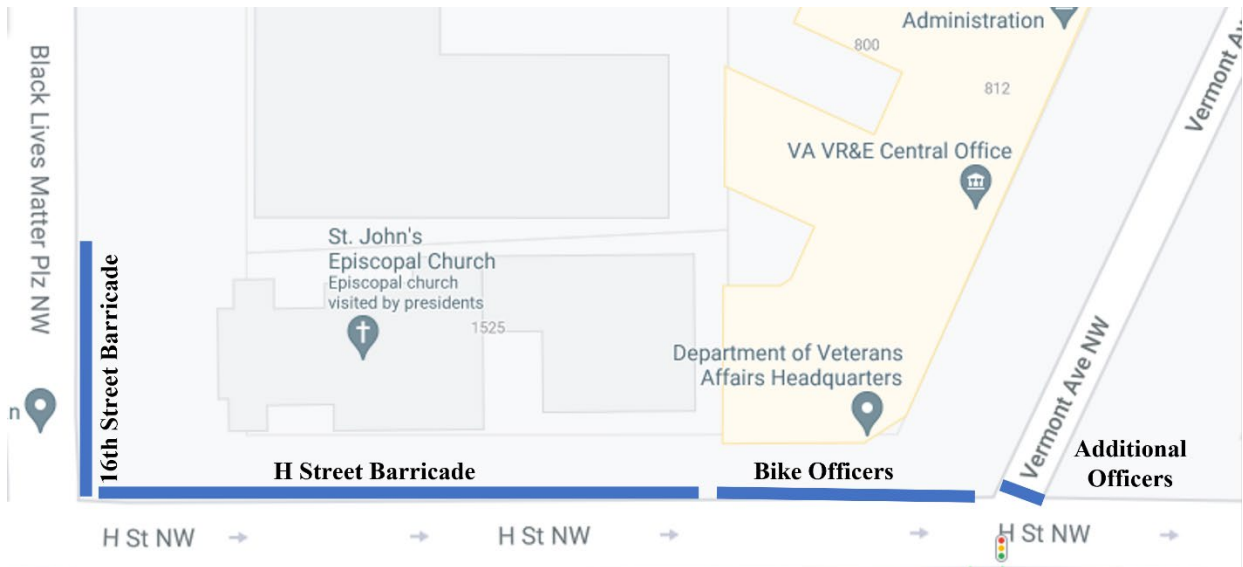 Administration
800
812
Black Lives Matter Plz NW
Vermont Av
VA VR&E Central Office
St. John's
Episcopal Church
Episcopal church
visited by presidents
1525
16th Street Barricade
Department of Veterans
Affairs Headquarters
Vermont Ave NW
n
H Street Barricade
Bike Officers
Additional
Officers
H St NW
H St NW
H St NW